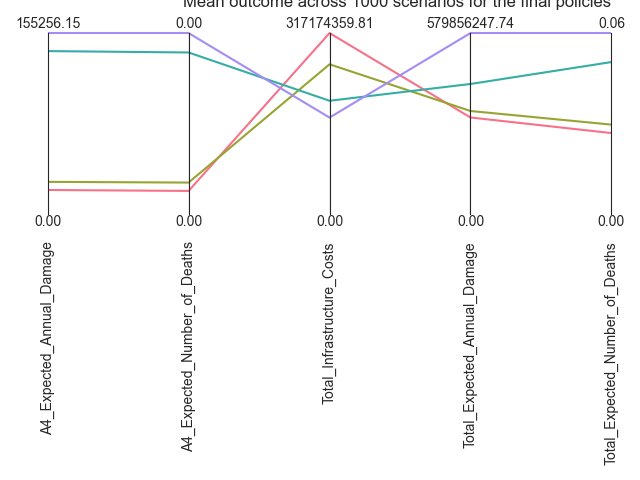 Mean outcome across 1000 scenarios for the final policies
155256.15
0.00
317174359.81
579856247.74
0.06
0.00
0.00
0.00
0.00
0.00
A4_Expected_Annual_Damage
A4_Expected_Number_of_Deaths
Total_Infrastructure_Costs
Total_Expected_Annual_Damage
Total_Expected_Number_of_Deaths